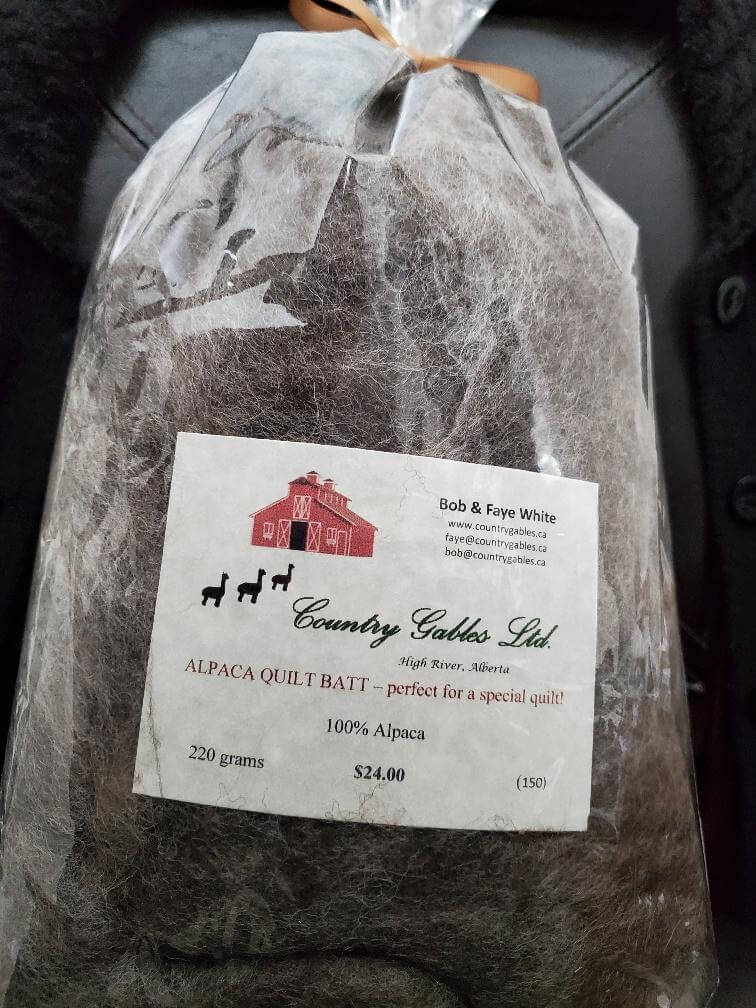 Bob & Faye White
www.countrygables.ca
faye@countrygables.ca
bob@countrygables.ca
Country Gables Ltd.
High River, Alberta
ALPACA QUILT BATT – perfect for a special quilt!
100% Alpaca
220 grams $24.00 (150)